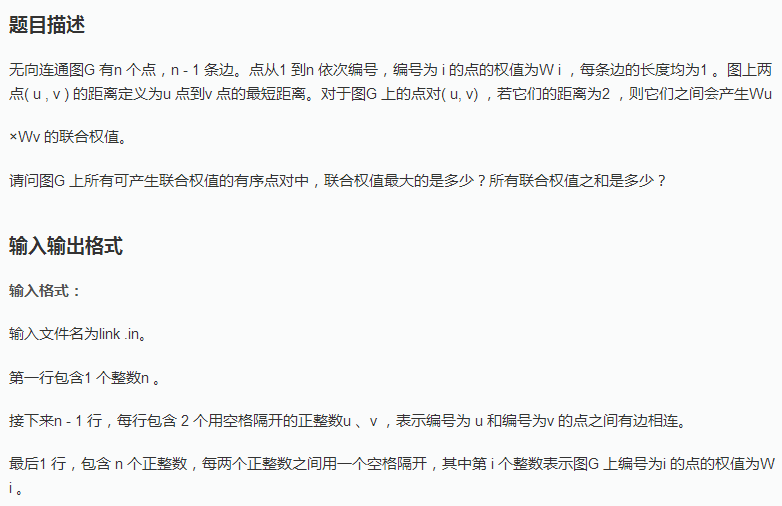 题目描述
无向连通图G 有n 个点，n - 1 条边。点从1 到n 依次编号，编号为 i 的点的权值为W i ，每条边的长度均为1 。图上两
点( u , v ) 的距离定义为u 点到v 点的最短距离。对于图G 上的点对( u, v) ，若它们的距离为2 ，则它们之间会产生Wu
×Wv 的联合权值。
请问图G 上所有可产生联合权值的有序点对中，联合权值最大的是多少？所有联合权值之和是多少？
输入输出格式
输入格式：
输入文件名为link .in。
第一行包含1 个整数n 。
接下来n - 1 行，每行包含 2 个用空格隔开的正整数u 、v ，表示编号为 u 和编号为v 的点之间有边相连。
最后1 行，包含 n 个正整数，每两个正整数之间用一个空格隔开，其中第 i 个整数表示图G 上编号为i 的点的权值为W
i 。